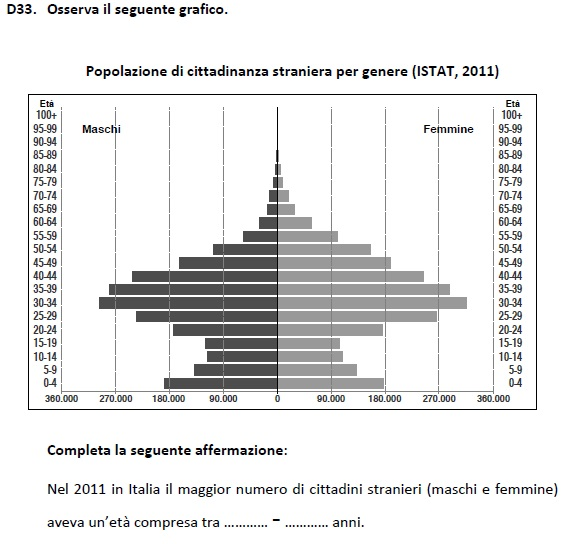 D33. Osserva il seguente grafico.
Popolazione di cittadinanza straniera per genere (ISTAT, 2011)
Età Età
100+ 100+
95-99 Maschi Femmine 95-99
90-94 90-94
85-89 85-89
80-84 80-84
75-79 75-79
70-74 70-74
65-69 65-69
60-64 60-64
55-59 55-59
50-54 50-54
45-49 45-49
40-44 40-44
35-39 35-39
30-34 30-34
25-29 25-29
20-24 20-24
15-19 15-19
10-14 10-14
5-9 5-9
0-4 0-4
360.000 270.000 180.000 90.000 0 90.000 180.000 270.000 360.000
Completa la seguente affermazione:
Nel 2011 in Italia il maggior numero di cittadini stranieri (maschi e femmine)
aveva un’età compresa tra ………… – ………… anni.